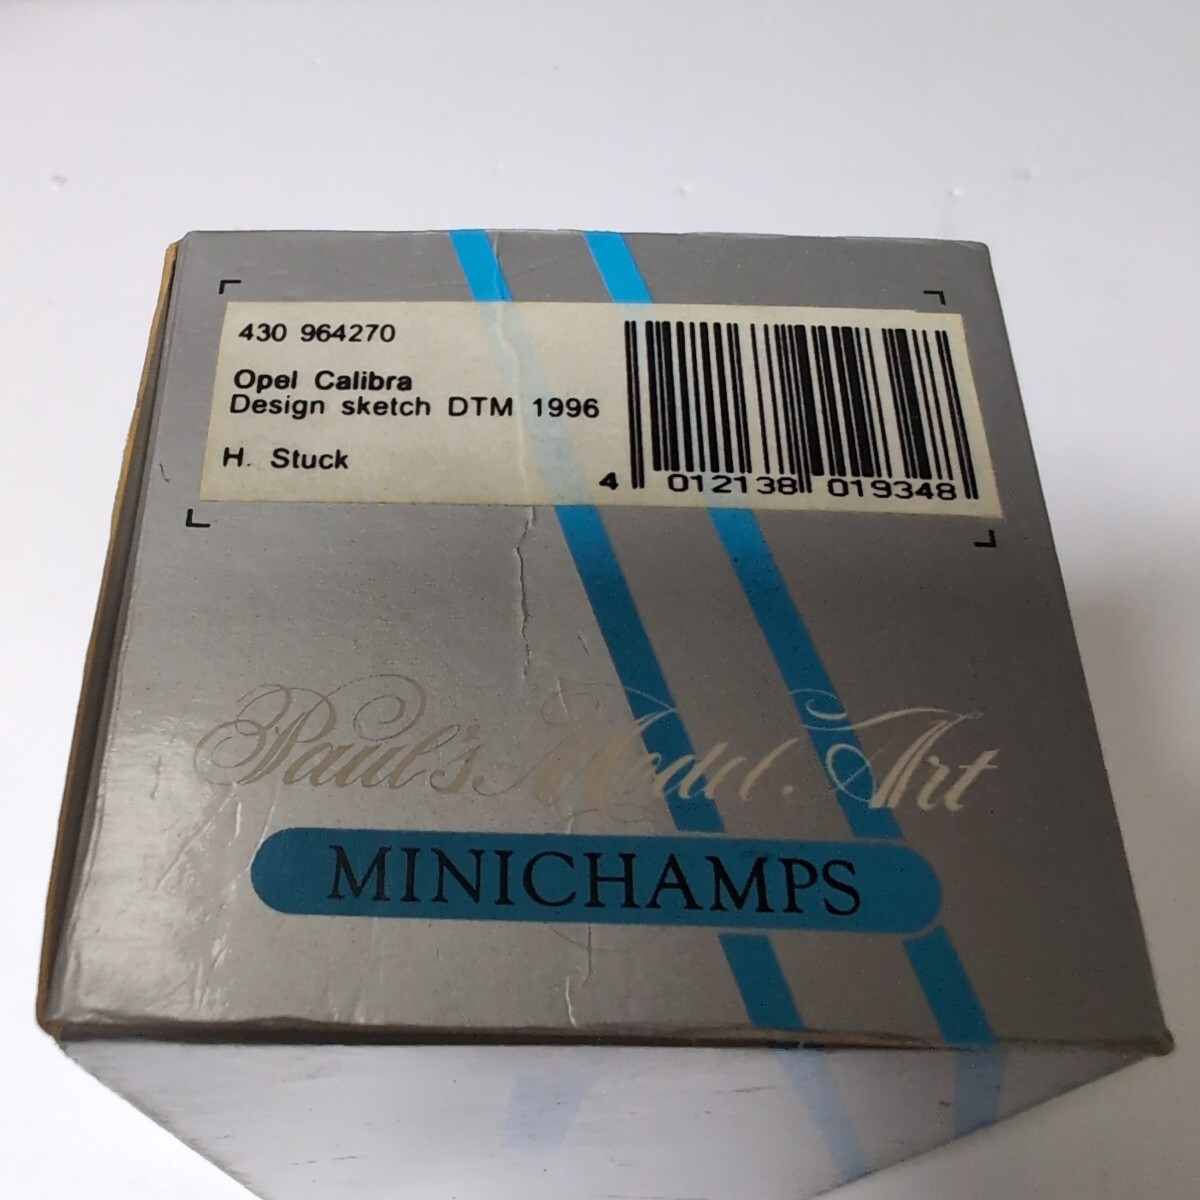 430 964270
Opel Calibra
Design sketch DTM 1996
H. Stuck
4 012138 019348
Paul's Model Art
MINICHAMPS